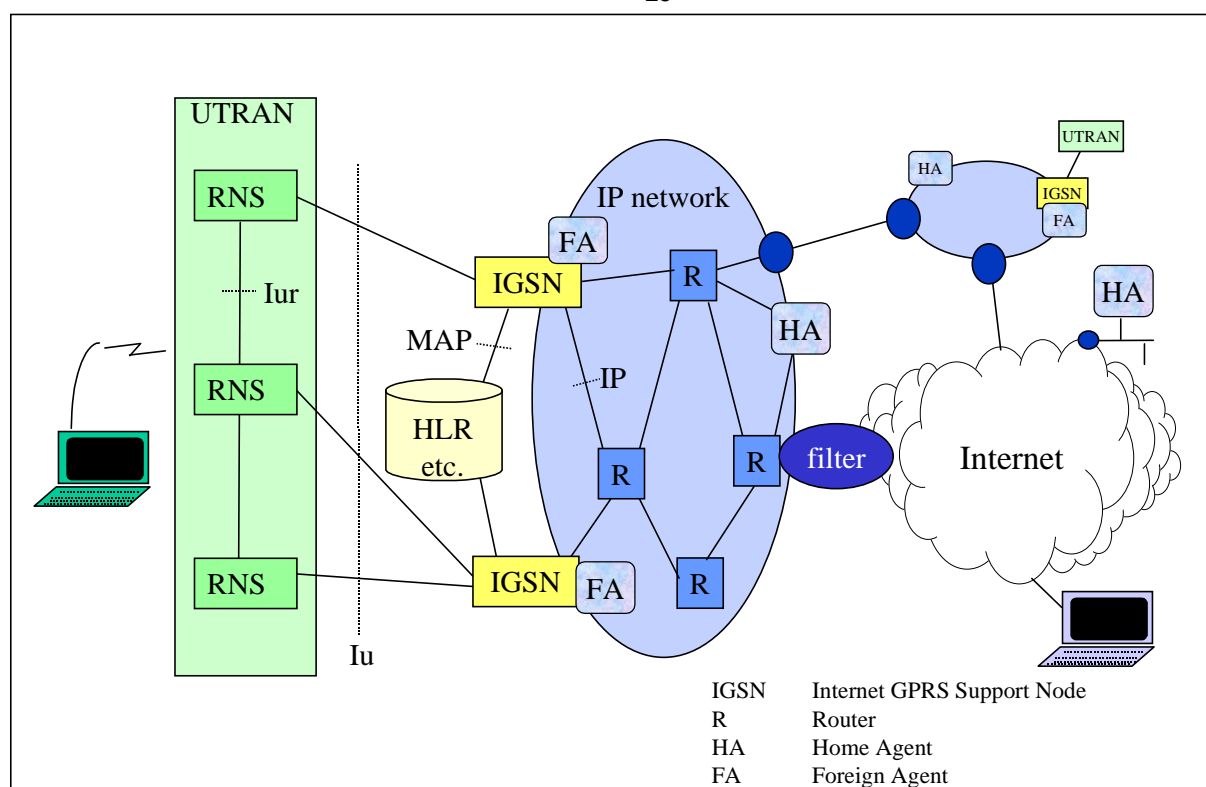 UTRAN
RNS
Iur
RNS
RNS
Iu
IP network
FA
IGSN
R
HA
MAP
IP
HLR
etc.
R
R
filter
IGSN
FA
R
HA
UTRAN
IGSN
FA
HA
Internet
IGSN Internet GPRS Support Node
R Router
HA Home Agent
FA Foreign Agent